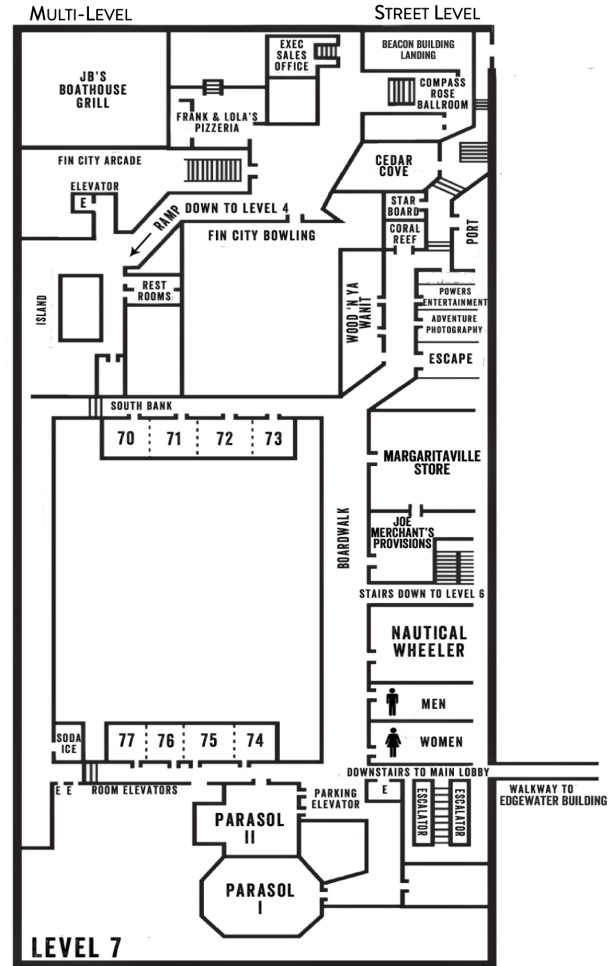 MULTI-LEVEL
STREET LEVEL
JB'S
BOATHOUSE
GRILL
EXEC
SALES
OFFICE
BEACON BUILDING
LANDING
COMPASS
ROSE
BALLROOM
FRANK & LOLA'S
PIZZERIA
FIN CITY ARCADE
CEDAR
COVE
ELEVATOR
E
RAMP
DOWN TO LEVEL 4
STAR
BOARD
PORT
FIN CITY BOWLING
CORAL
REEF
REST
ROOMS
ISLAND
WOOD 'N YA
WANIT
POWERS
ENTERTAINMENT
ADVENTURE
PHOTOGRAPHY
ESCAPE
SOUTH BANK
70
71
72
73
MARGARITAVILLE
STORE
BOARDWALK
JOE
MERCHANT'S
PROVISIONS
STAIRS DOWN TO LEVEL 6
NAUTICAL
WHEELER
MEN
WOMEN
SODA
ICE
77
76
75
74
DOWNSTAIRS TO MAIN LOBBY
E E
ROOM ELEVATORS
PARKING
ELEVATOR
E
ESCALATOR
ESCALATOR
WALKWAY TO
EDGEWATER BUILDING
PARASOL
II
PARASOL
I
LEVEL 7